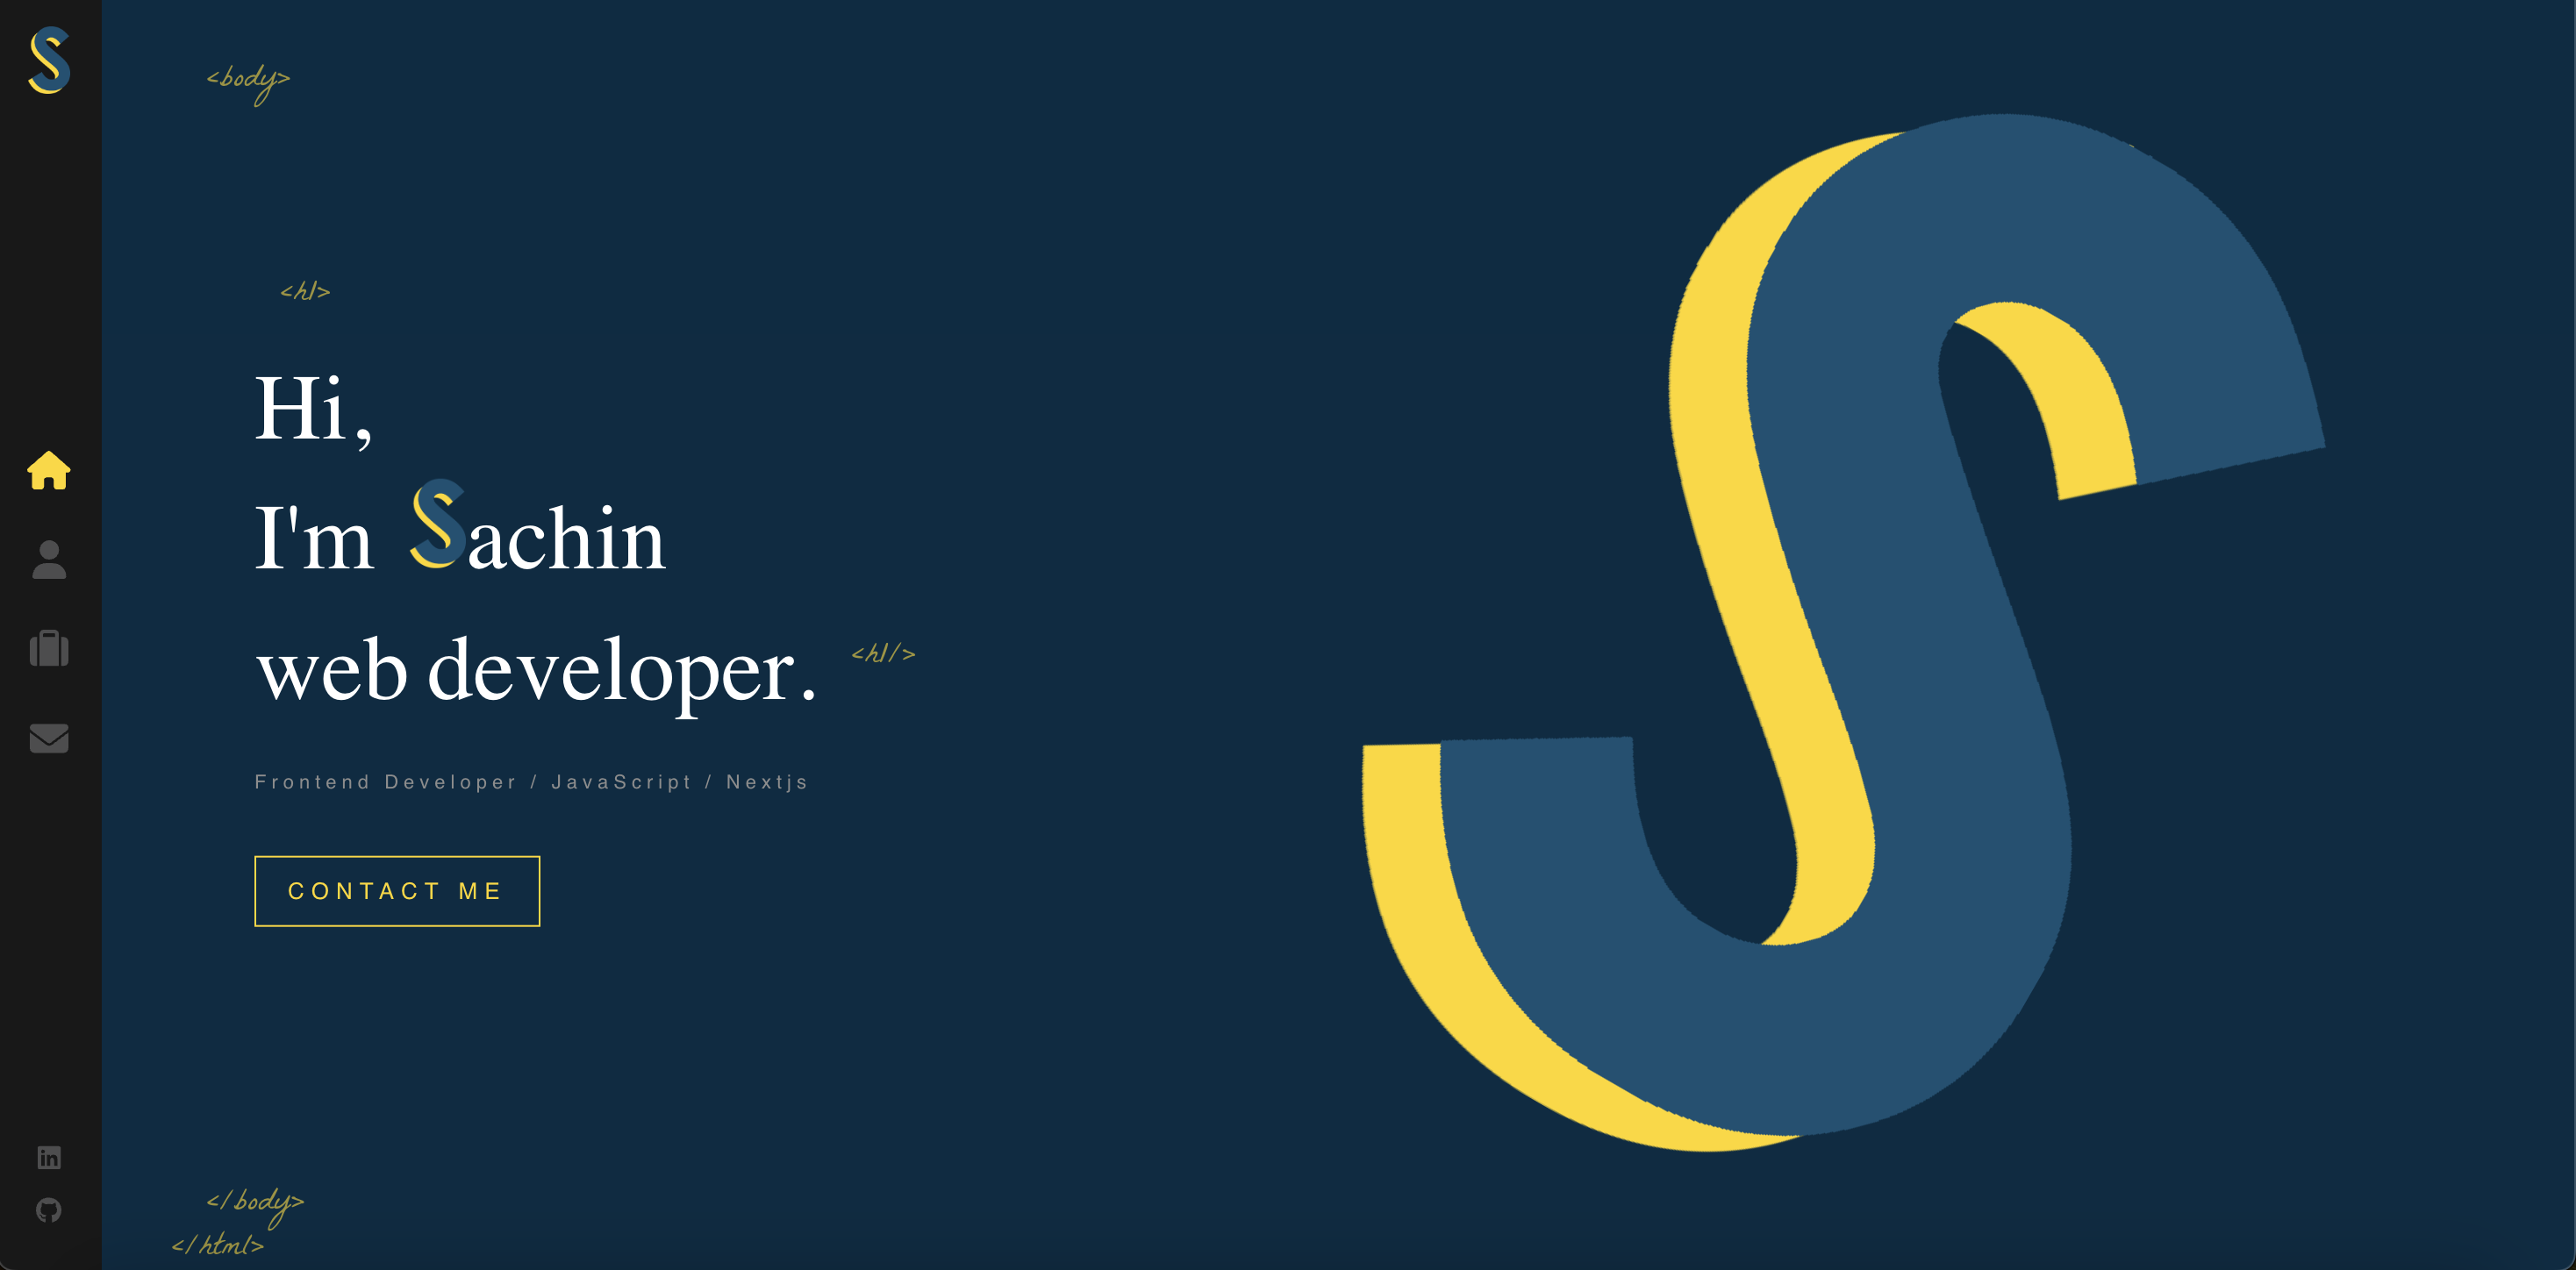 <body>
<h1>
Hi,
I'm Sachin
web developer.
<h1/>
Frontend Developer / JavaScript / Nextjs
CONTACT ME
</body>
</html>